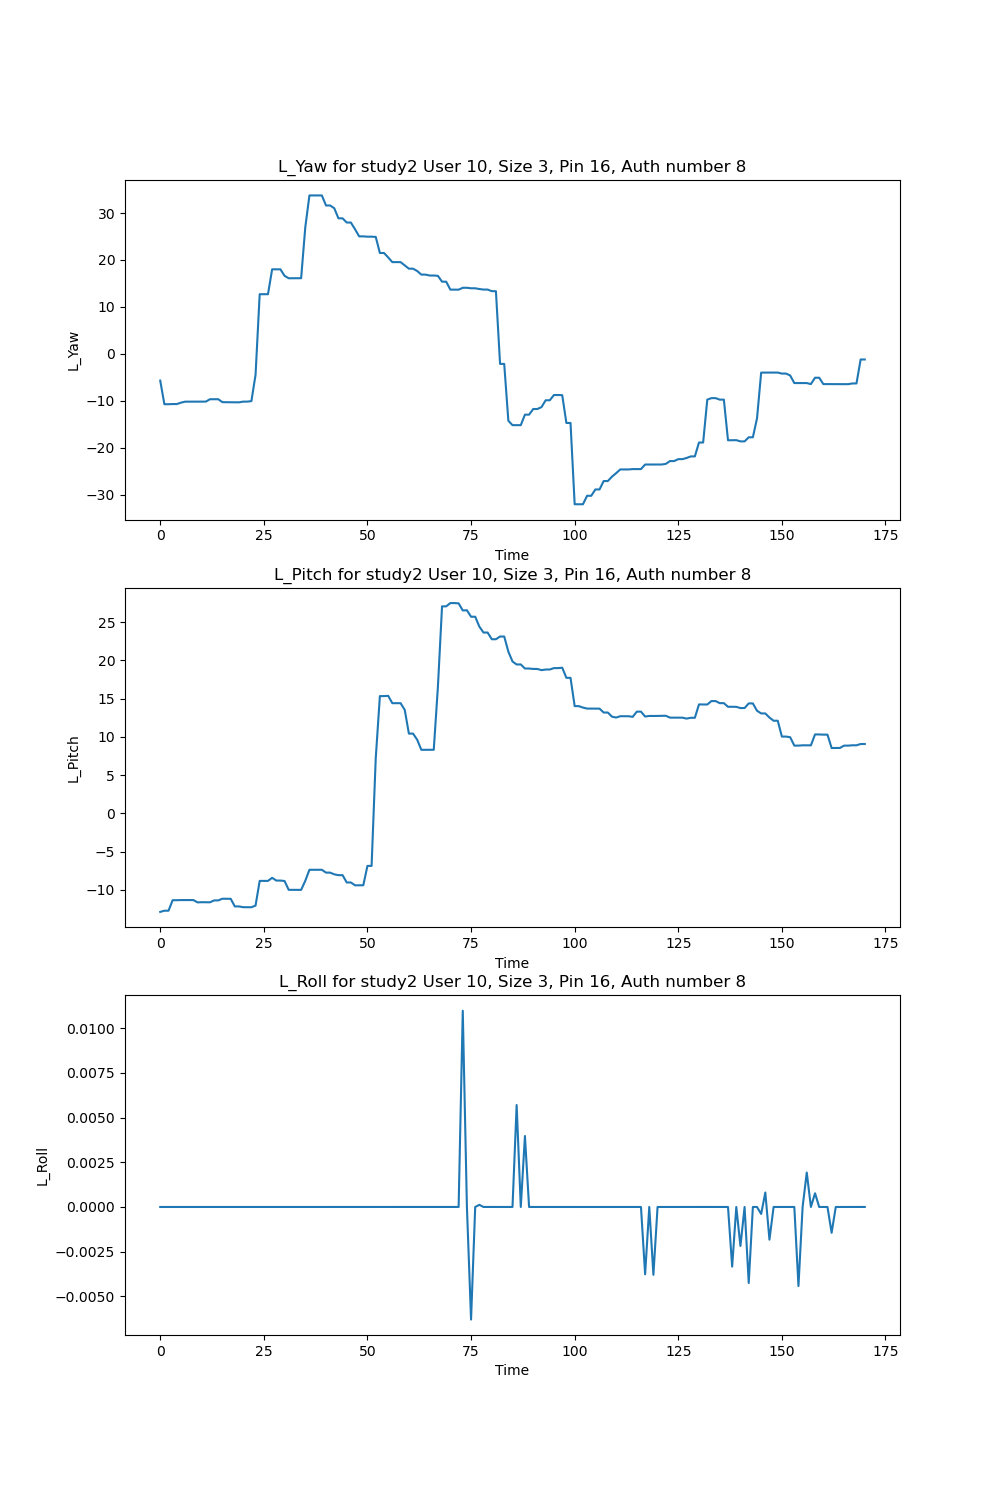 L_Yaw for study2 User 10, Size 3, Pin 16, Auth number 8
30
20
10
0
−10
−20
−30
L_Yaw
0 25 50 75 100 125 150 175
Time
L_Pitch for study2 User 10, Size 3, Pin 16, Auth number 8
25
20
15
10
5
0
−5
−10
L_Pitch
0 25 50 75 100 125 150 175
Time
L_Roll for study2 User 10, Size 3, Pin 16, Auth number 8
0.0100
0.0075
0.0050
0.0025
0.0000
−0.0025
−0.0050
L_Roll
0 25 50 75 100 125 150 175
Time